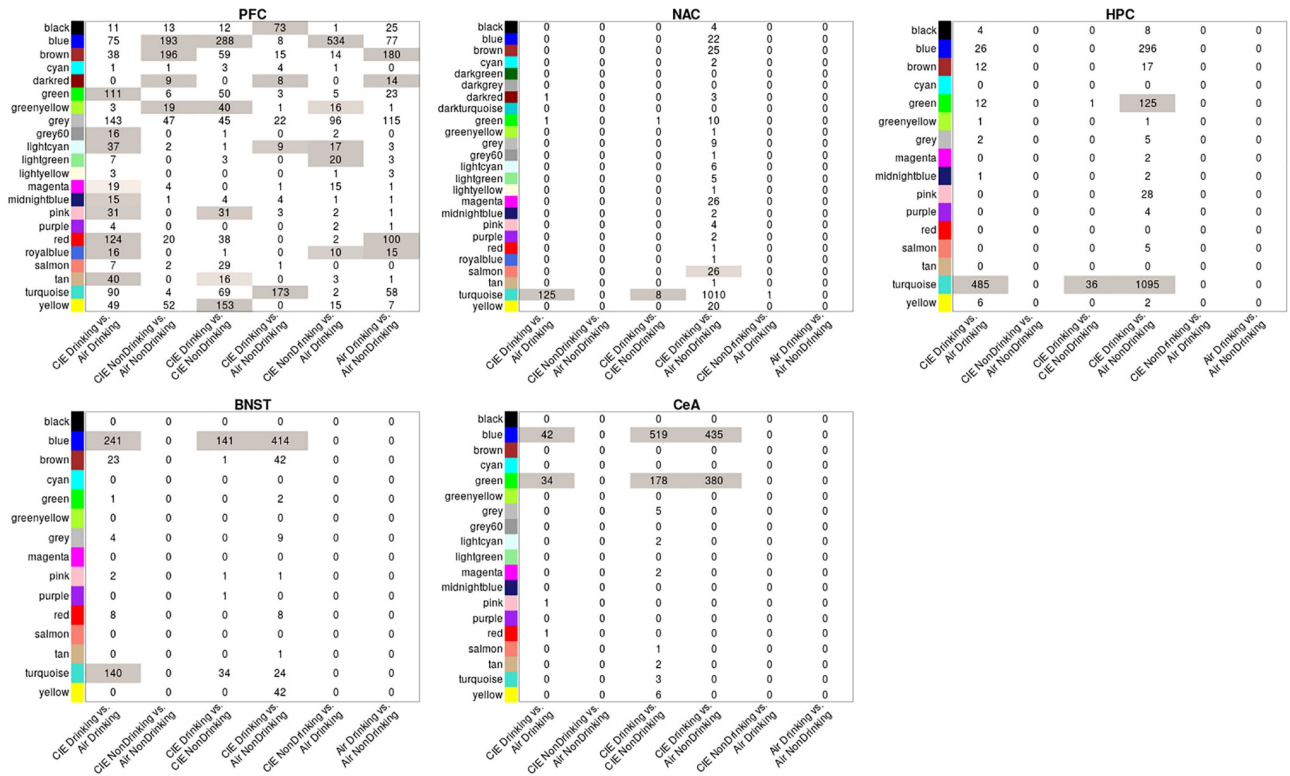 PFC
black 11 13 12 73 1 25
blue 75 193 288 8 534 77
brown 38 196 59 15 14 180
cyan 1 1 3 4 1 0
darkred 0 9 0 8 0 14
green 111 6 50 3 5 23
greenyellow 3 19 40 1 16 1
grey 143 47 45 22 96 115
grey60 16 0 1 0 2 0
lightcyan 37 2 1 9 17 3
lightgreen 7 0 3 0 20 3
lightyellow 3 0 0 0 1 3
magenta 19 4 0 1 15 1
midnightblue 15 1 4 4 1 1
pink 31 0 31 3 2 1
purple 4 0 0 0 2 1
red 124 20 38 0 2 100
royalblue 16 0 1 0 10 15
salmon 7 2 29 1 0 0
tan 40 0 16 0 3 1
turquoise 90 4 69 173 2 58
yellow 49 52 153 0 15 7
CIE Drinking vs.
Air Drinking
CIE NonDrinking vs.
Air NonDrinking
CIE Drinking vs.
CIE NonDrinking
CIE Drinking vs.
Air NonDrinking
CIE NonDrinking vs.
Air Drinking
Air Drinking vs.
Air NonDrinking
NAC
black 0 0 0 4 0 0
blue 0 0 0 22 0 0
brown 0 0 0 25 0 0
cyan 0 0 0 2 0 0
darkgreen 0 0 0 0 0 0
darkgrey 0 0 0 0 0 0
darkred 1 0 0 3 0 0
darkturquoise 0 0 0 0 0 0
green 1 0 1 10 0 0
greenyellow 0 0 0 1 0 0
grey 0 0 0 9 0 0
grey60 0 0 0 1 0 0
lightcyan 0 0 0 6 0 0
lightgreen 0 0 0 5 0 0
lightyellow 0 0 0 1 0 0
magenta 0 0 0 26 0 0
midnightblue 0 0 0 2 0 0
pink 0 0 0 4 0 0
purple 0 0 0 2 0 0
red 0 0 0 1 0 0
royalblue 0 0 0 1 0 0
salmon 0 0 0 26 0 0
tan 0 0 0 1 0 0
turquoise 125 0 8 1010 1 0
yellow 0 0 0 20 0 0
CIE Drinking vs.
Air Drinking
CIE NonDrinking vs.
Air NonDrinking
CIE Drinking vs.
CIE NonDrinking
CIE Drinking vs.
Air NonDrinking
CIE NonDrinking vs.
Air Drinking
Air Drinking vs.
Air NonDrinking
HPC
black 4 0 0 8 0 0
blue 26 0 0 296 0 0
brown 12 0 0 17 0 0
cyan 0 0 0 0 0 0
green 12 0 1 125 0 0
greenyellow 1 0 0 1 0 0
grey 2 0 0 5 0 0
magenta 0 0 0 2 0 0
midnightblue 1 0 0 2 0 0
pink 0 0 0 28 0 0
purple 0 0 0 4 0 0
red 0 0 0 0 0 0
salmon 0 0 0 5 0 0
tan 0 0 0 0 0 0
turquoise 485 0 36 1095 0 0
yellow 6 0 0 2 0 0
CIE Drinking vs.
Air Drinking
CIE NonDrinking vs.
Air NonDrinking
CIE Drinking vs.
CIE NonDrinking
CIE Drinking vs.
Air NonDrinking
CIE NonDrinking vs.
Air Drinking
Air Drinking vs.
Air NonDrinking
BNST
black 0 0 0 0 0 0
blue 241 0 141 414 0 0
brown 23 0 1 42 0 0
cyan 0 0 0 0 0 0
green 1 0 0 2 0 0
greenyellow 0 0 0 0 0 0
grey 4 0 0 9 0 0
magenta 0 0 0 0 0 0
pink 2 0 1 1 0 0
purple 0 0 1 0 0 0
red 8 0 0 8 0 0
salmon 0 0 0 0 0 0
tan 0 0 0 1 0 0
turquoise 140 0 34 24 0 0
yellow 0 0 0 42 0 0
CIE Drinking vs.
Air Drinking
CIE NonDrinking vs.
Air NonDrinking
CIE Drinking vs.
CIE NonDrinking
CIE Drinking vs.
Air NonDrinking
CIE NonDrinking vs.
Air Drinking
Air Drinking vs.
Air NonDrinking
CeA
black 0 0 0 0 0 0
blue 42 0 519 435 0 0
brown 0 0 0 0 0 0
cyan 0 0 0 0 0 0
green 34 0 178 380 0 0
greenyellow 0 0 0 0 0 0
grey 0 0 5 0 0 0
grey60 0 0 0 0 0 0
lightcyan 0 0 2 0 0 0
lightgreen 0 0 0 0 0 0
magenta 0 0 2 0 0 0
midnightblue 0 0 0 0 0 0
pink 1 0 0 0 0 0
purple 0 0 0 0 0 0
red 1 0 0 0 0 0
salmon 0 0 1 0 0 0
tan 0 0 2 0 0 0
turquoise 0 0 3 0 0 0
yellow 0 0 6 0 0 0
CIE Drinking vs.
Air Drinking
CIE NonDrinking vs.
Air NonDrinking
CIE Drinking vs.
CIE NonDrinking
CIE Drinking vs.
Air NonDrinking
CIE NonDrinking vs.
Air Drinking
Air Drinking vs.
Air NonDrinking